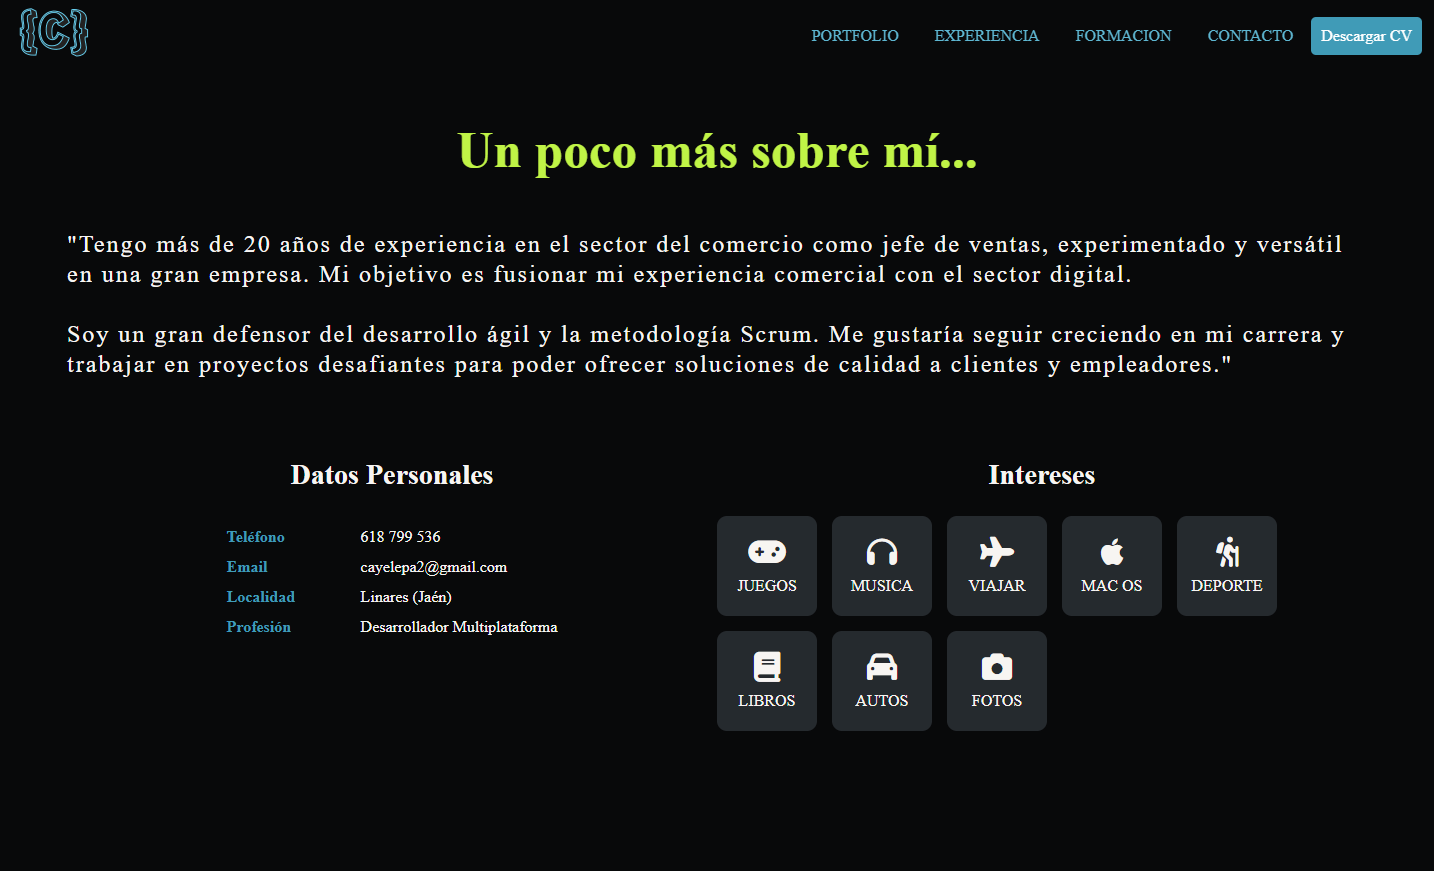 {C}
PORTFOLIO EXPERIENCIA FORMACION CONTACTO Descargar CV
Un poco más sobre mí...
"Tengo más de 20 años de experiencia en el sector del comercio como jefe de ventas, experimentado y versátil
en una gran empresa. Mi objetivo es fusionar mi experiencia comercial con el sector digital.
Soy un gran defensor del desarrollo ágil y la metodología Scrum. Me gustaría seguir creciendo en mi carrera y
trabajar en proyectos desafiantes para poder ofrecer soluciones de calidad a clientes y empleadores."
Datos Personales
Teléfono 618 799 536
Email cayelepa2@gmail.com
Localidad Linares (Jaén)
Profesión Desarrollador Multiplataforma
Intereses
JUEGOS MUSICA VIAJAR MAC OS DEPORTE
LIBROS AUTOS FOTOS